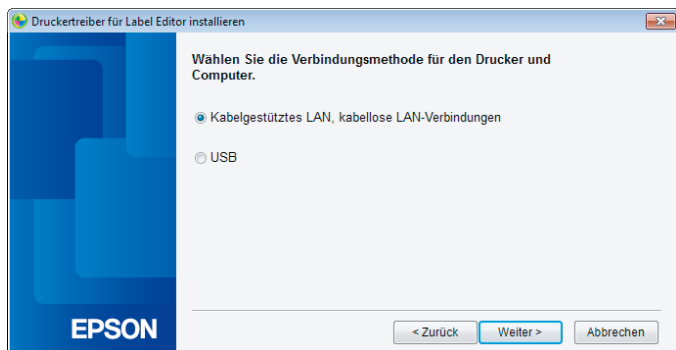 Druckertreiber für Label Editor installieren
Wählen Sie die Verbindungsmethode für den Drucker und
Computer.
Kabelgestütztes LAN, kabellose LAN-Verbindungen
USB
EPSON
< Zurück
Weiter >
Abbrechen